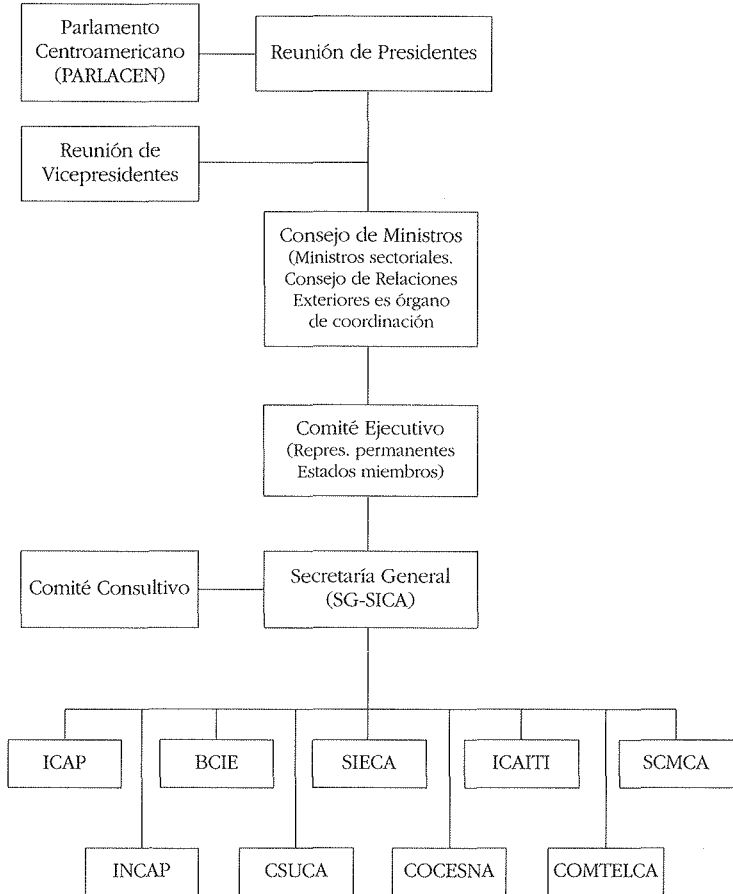 Parlamento
Centroamericano
(PARLACEN)
Reunión de Presidentes
Reunión de
Vicepresidentes
Consejo de Ministros
(Ministros sectoriales.
Consejo de Relaciones
Exteriores es órgano
de coordinación
Comité Ejecutivo
(Repres. permanentes
Estados miembros)
Comité Consultivo
Secretaría General
(SG-SICA)
ICAP
BCIE
SIECA
ICAITI
SCMCA
INCAP
CSUCA
COCESNA
COMTELCA